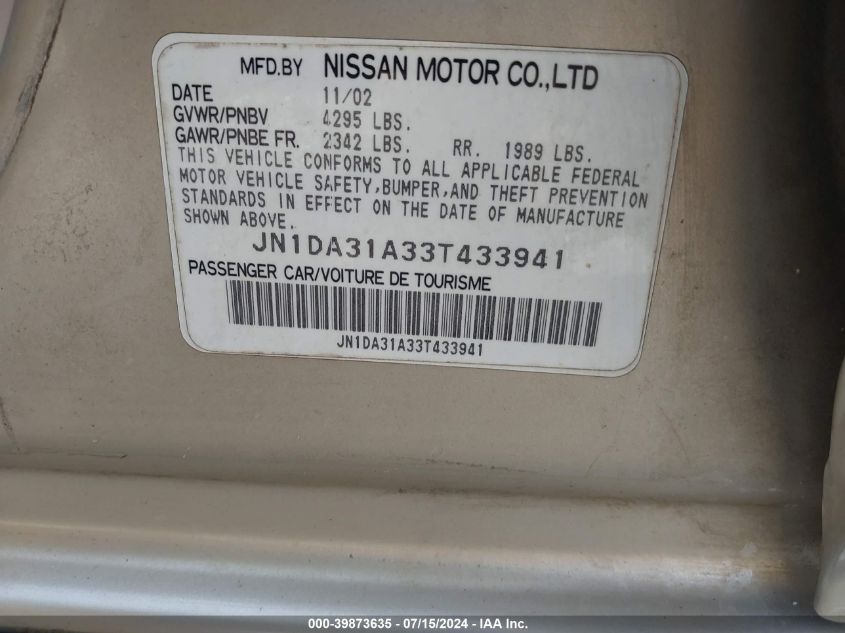 MFD.BY NISSAN MOTOR CO.,LTD
DATE 11/02
GVWR/PNBV 4295 LBS.
GAWR/PNBE FR. 2342 LBS. RR. 1989 LBS.
THIS VEHICLE CONFORMS TO ALL APPLICABLE FEDERAL
MOTOR VEHICLE SAFETY,BUMPER,AND THEFT PREVENTION
STANDARDS IN EFFECT ON THE DATE OF MANUFACTURE
SHOWN ABOVE.
JN1DA31A33T433941
PASSENGER CAR/VOITURE DE TOURISME
JN1DA31A33T433941
000-39873635 - 07/15/2024 - IAA Inc.